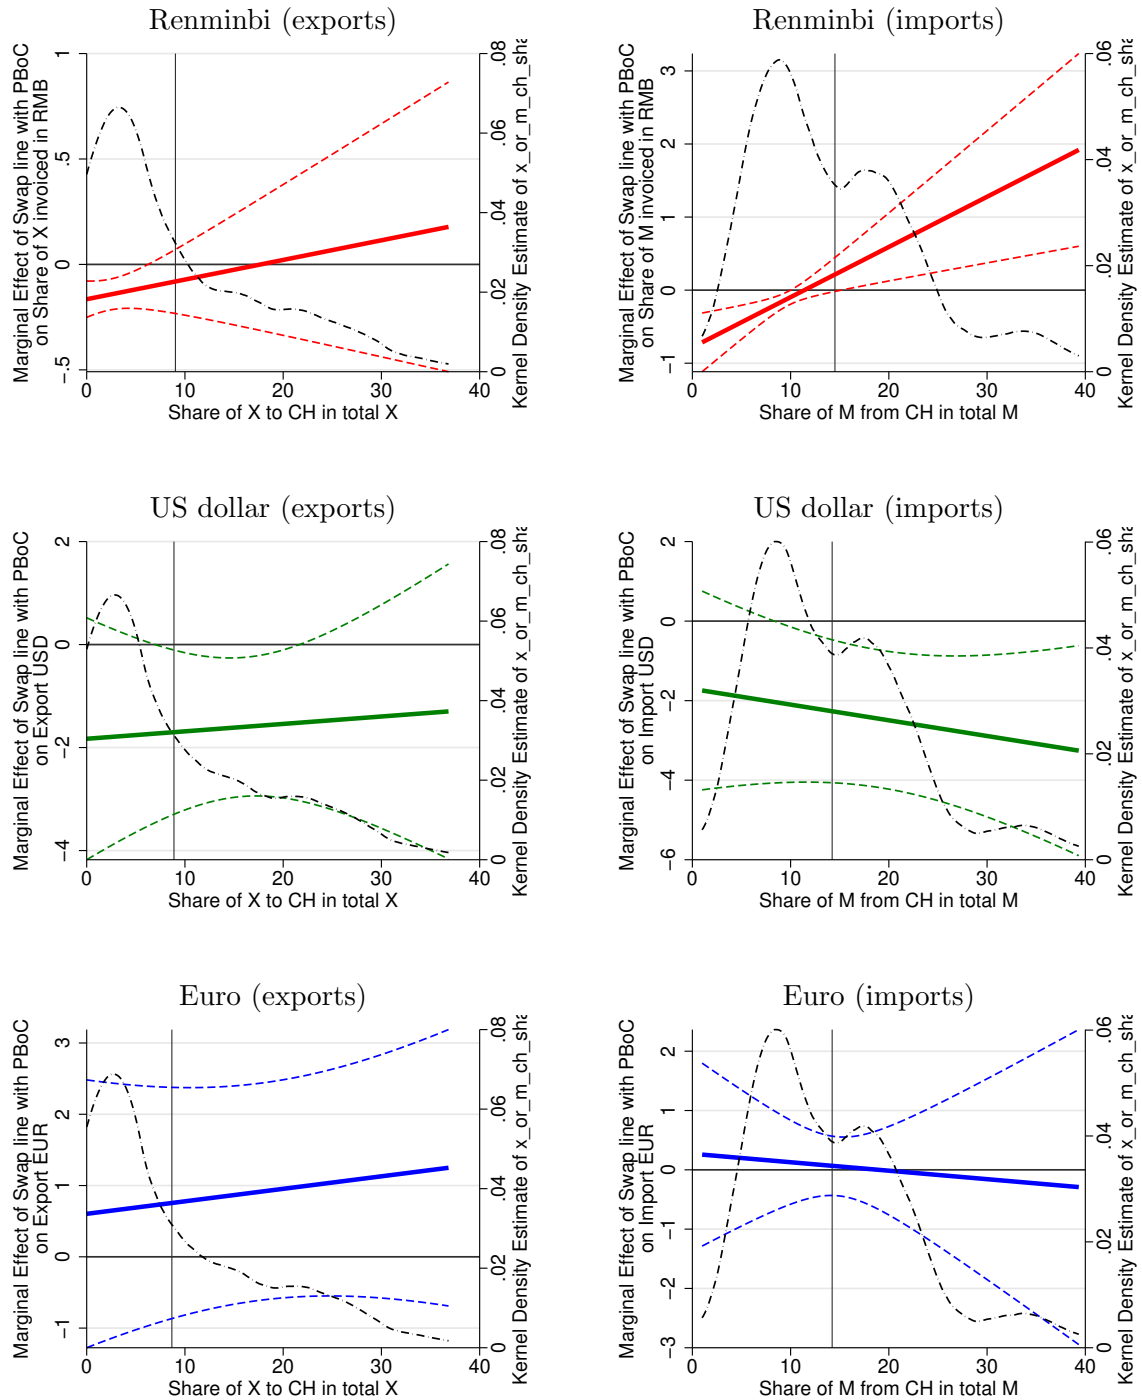 Renminbi (exports)
Marginal Effect of Swap line with PBoC
on Share of X invoiced in RMB
1
.5
0
-.5
.08
.06
.04
.02
0
Kernel Density Estimate of x_or_m_ch_sha
0 10 20 30 40
Share of X to CH in total X
Renminbi (imports)
Marginal Effect of Swap line with PBoC
on Share of M invoiced in RMB
3
2
1
0
-1
.06
.04
.02
0
Kernel Density Estimate of x_or_m_ch_sha
0 10 20 30 40
Share of M from CH in total M
US dollar (exports)
Marginal Effect of Swap line with PBoC
on Export USD
2
0
-2
-4
.08
.06
.04
.02
0
Kernel Density Estimate of x_or_m_ch_sha
0 10 20 30 40
Share of X to CH in total X
US dollar (imports)
Marginal Effect of Swap line with PBoC
on Import USD
2
0
-2
-4
-6
.06
.04
.02
0
Kernel Density Estimate of x_or_m_ch_sha
0 10 20 30 40
Share of M from CH in total M
Euro (exports)
Marginal Effect of Swap line with PBoC
on Export EUR
3
2
1
0
-1
.08
.06
.04
.02
0
Kernel Density Estimate of x_or_m_ch_sha
0 10 20 30 40
Share of X to CH in total X
Euro (imports)
Marginal Effect of Swap line with PBoC
on Import EUR
2
1
0
-1
-2
-3
.06
.04
.02
0
Kernel Density Estimate of x_or_m_ch_sha
0 10 20 30 40
Share of M from CH in total M